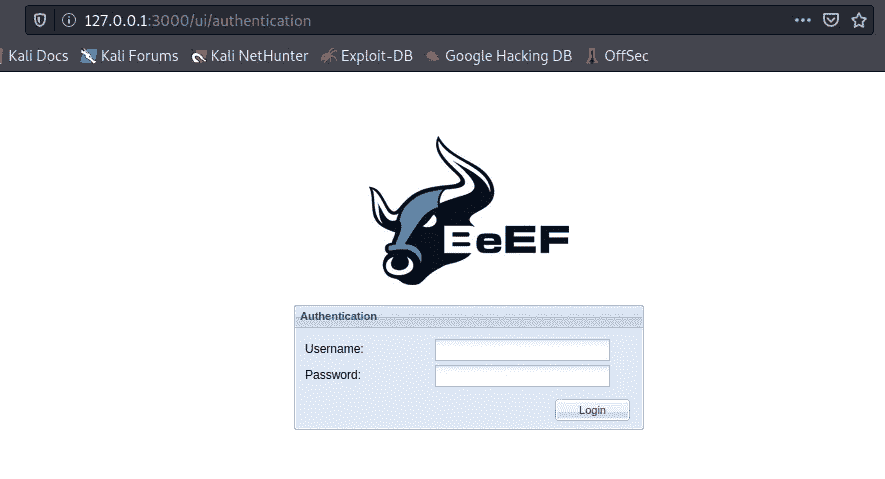 127.0.0.1:3000/ui/authentication
Kali Docs Kali Forums Kali NetHunter Exploit-DB Google Hacking DB OffSec
BeEF
Authentication
Username:
Password:
Login